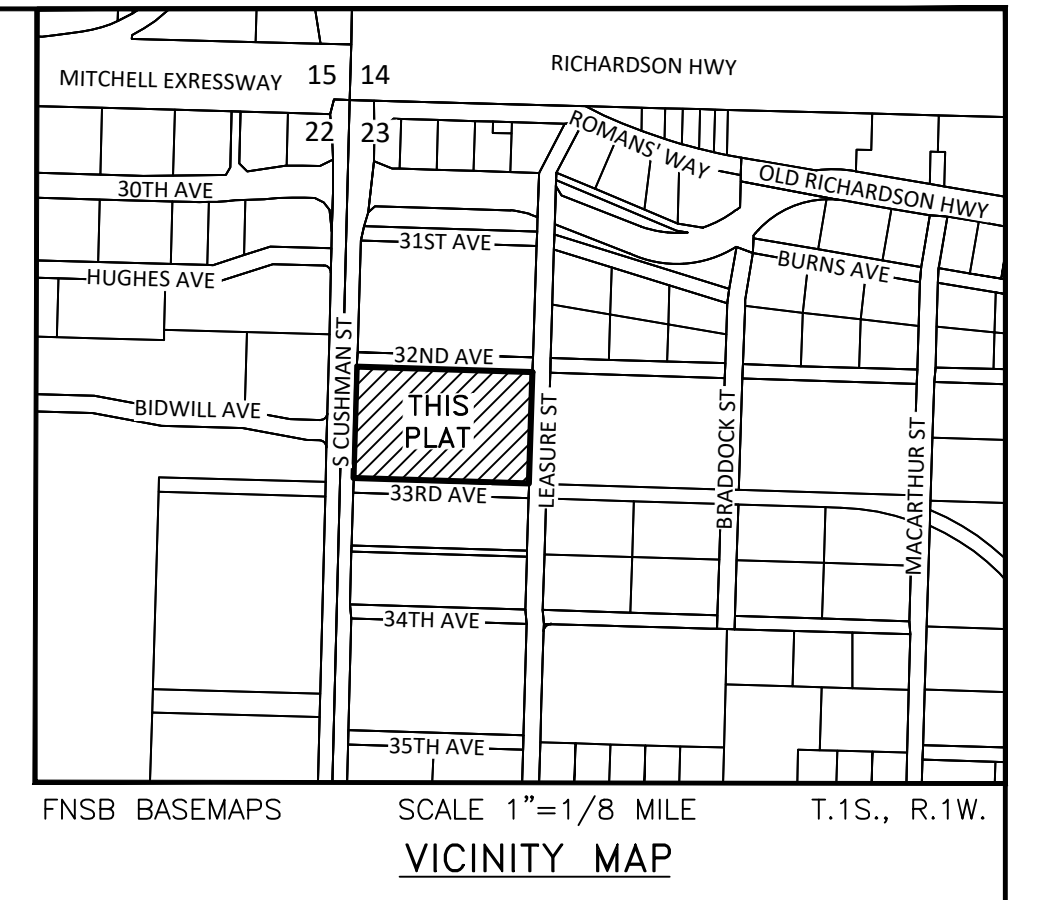 RICHARDSON HWY
MITCHELL EXRESSWAY
15 14
22 23
ROMANS' WAY
OLD RICHARDSON HWY
30TH AVE
31ST AVE
BURNS AVE
HUGHES AVE
32ND AVE
S CUSHMAN ST
THIS
PLAT
BIDWILL AVE
LEASURE ST
BRADDOCK ST
MACARTHUR ST
33RD AVE
34TH AVE
35TH AVE
FNSB BASEMAPS SCALE 1"=1/8 MILE T.1S., R.1W.
VICINITY MAP